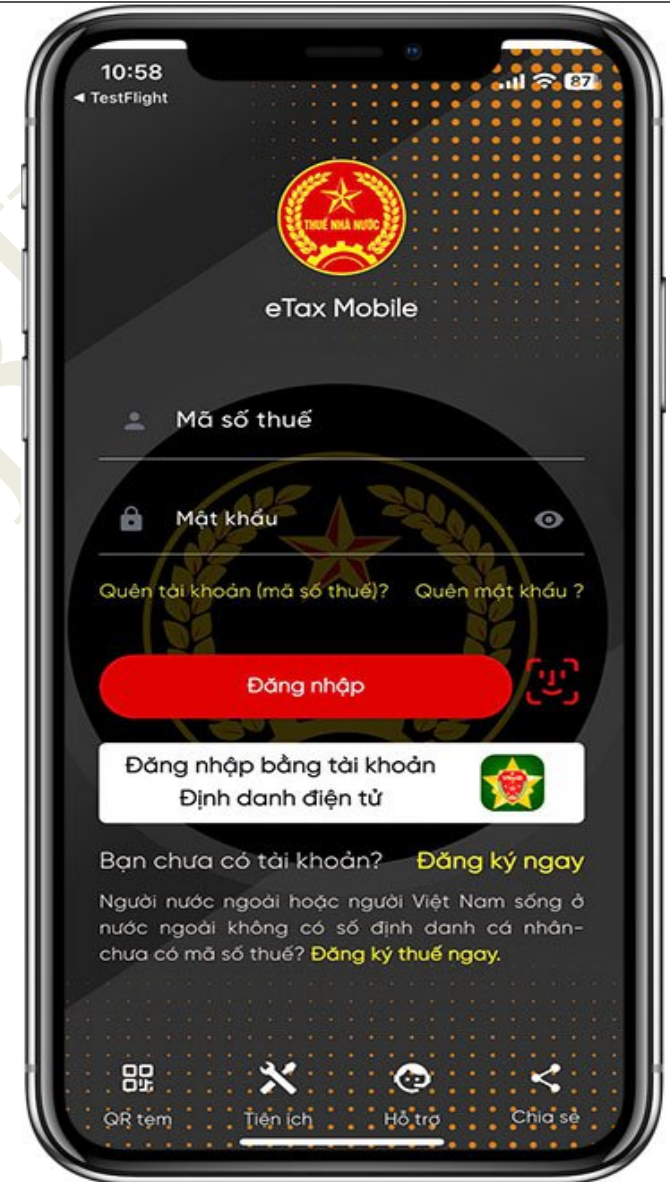 10:58
87
◄ TestFlight
THUẾ NHÀ NƯỚC
eTax Mobile
Mã số thuế
Mật khẩu
Quên tài khoản (mã số thuế)? Quên mật khẩu ?
Đăng nhập
Đăng nhập bằng tài khoản
Định danh điện tử
Bạn chưa có tài khoản? Đăng ký ngay
Người nước ngoài hoặc người Việt Nam sống ở
nước ngoài không có số định danh cá nhân-
chưa có mã số thuế? Đăng ký thuế ngay.
QR tem Tiện ích Hỗ trợ Chia sẻ